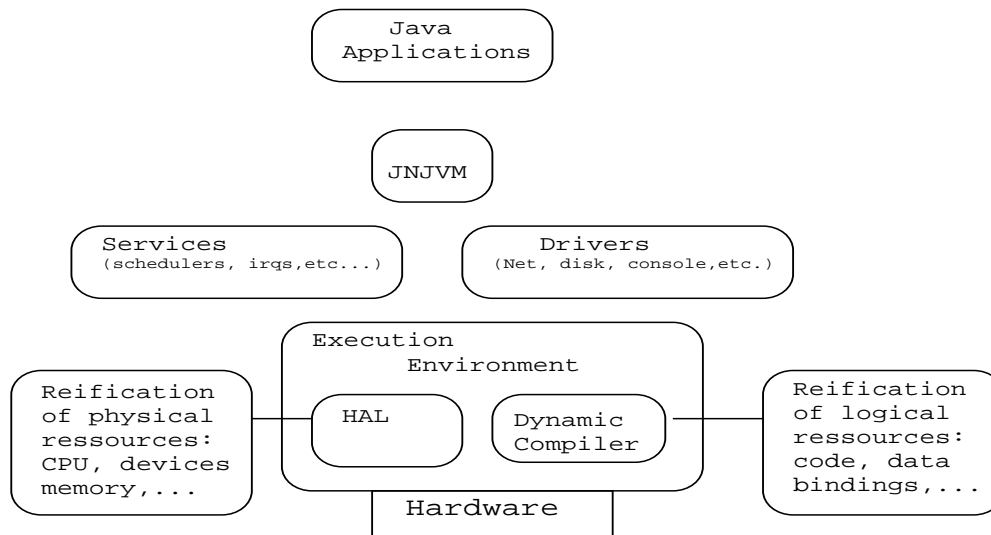 Java
Applications
JNJVM
Services
(schedulers, irqs,etc...)
Drivers
(Net, disk, console,etc.)
Execution
Environment
Reification
of physical
ressources:
CPU, devices
memory,...
HAL
Dynamic
Compiler
Reification
of logical
ressources:
code, data
bindings,...
Hardware